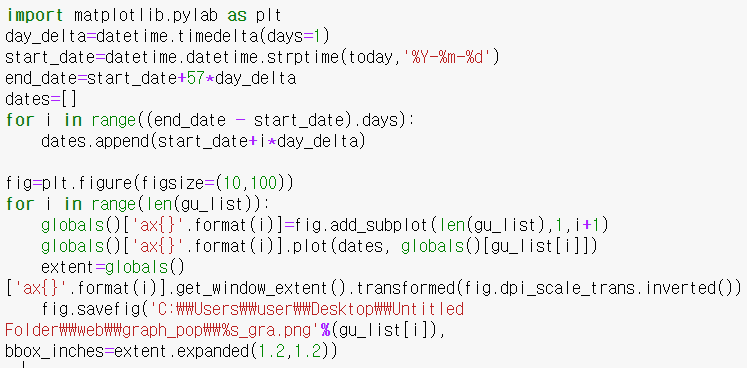 import matplotlib.pylab as plt
day_delta=datetime.timedelta(days=1)
start_date=datetime.datetime.strptime(today,'%Y-%m-%d')
end_date=start_date+57*day_delta
dates=[]
for i in range((end_date - start_date).days):
    dates.append(start_date+i*day_delta)

fig=plt.figure(figsize=(10,100))
for i in range(len(gu_list)):
    globals()['ax{}'.format(i)]=fig.add_subplot(len(gu_list),1,i+1)
    globals()['ax{}'.format(i)].plot(dates, globals()[gu_list[i]])
    extent=globals()
['ax{}'.format(i)].get_window_extent().transformed(fig.dpi_scale_trans.inverted())
    fig.savefig('C:₩₩Users₩₩user₩₩Desktop₩₩Untitled
Folder₩₩web₩₩graph_pop₩₩%s_gra.png'%(gu_list[i]),
bbox_inches=extent.expanded(1.2,1.2))